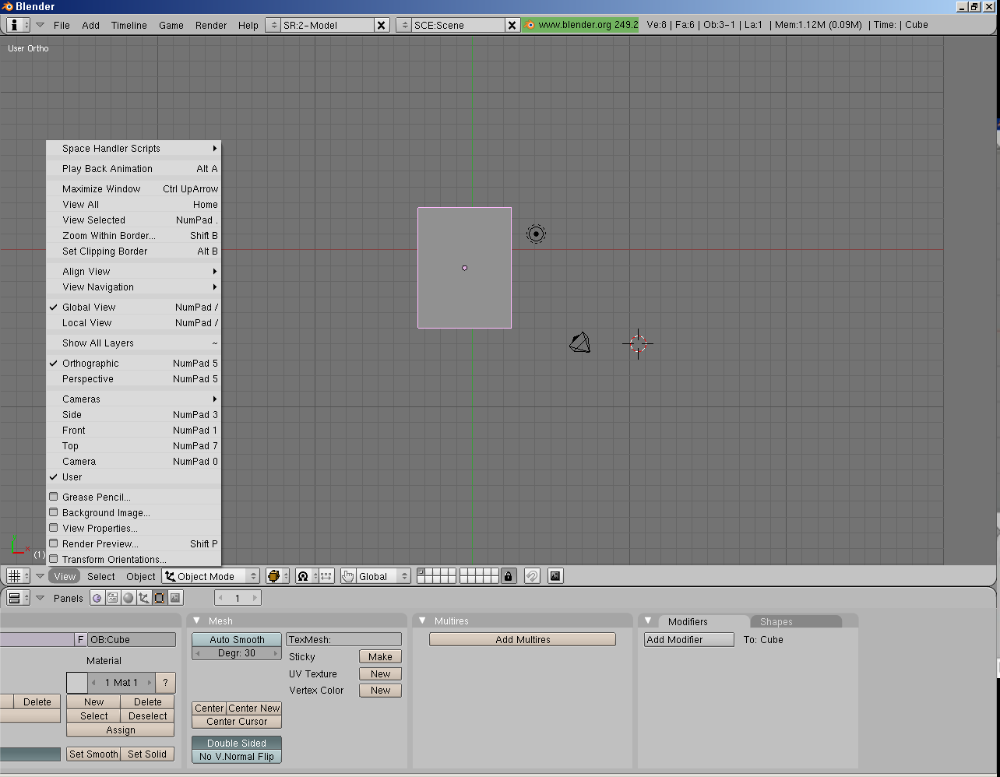 Blender
File Add Timeline Game Render Help SR:2-Model SCE:Scene www.blender.org 249.2 Ve:8 | Fa:6 | Ob:3-1 | La:1 | Mem:1.12M (0.09M) | Time: | Cube
User Ortho
Space Handler Scripts
Play Back Animation Alt A
Maximize Window Ctrl UpArrow
View All Home
View Selected NumPad .
Zoom Within Border... Shift B
Set Clipping Border Alt B
Align View
View Navigation
Global View NumPad /
Local View NumPad /
Show All Layers ~
Orthographic NumPad 5
Perspective NumPad 5
Cameras
Side NumPad 3
Front NumPad 1
Top NumPad 7
Camera NumPad 0
User
Grease Pencil...
Background Image...
View Properties...
Render Preview... Shift P
Transform Orientations...
x
(1)
View Select Object Object Mode Global
Panels 1
Mesh Multires Modifiers Shapes
F OB:Cube Auto Smooth TexMesh: Add Multires Add Modifier To: Cube
Degr: 30
Material Sticky Make
1 Mat 1 ? UV Texture New
Vertex Color New
Delete New Delete
Center Center New
Select Deselect
Center Cursor
Assign
Double Sided
Set Smooth Set Solid
No V.Normal Flip